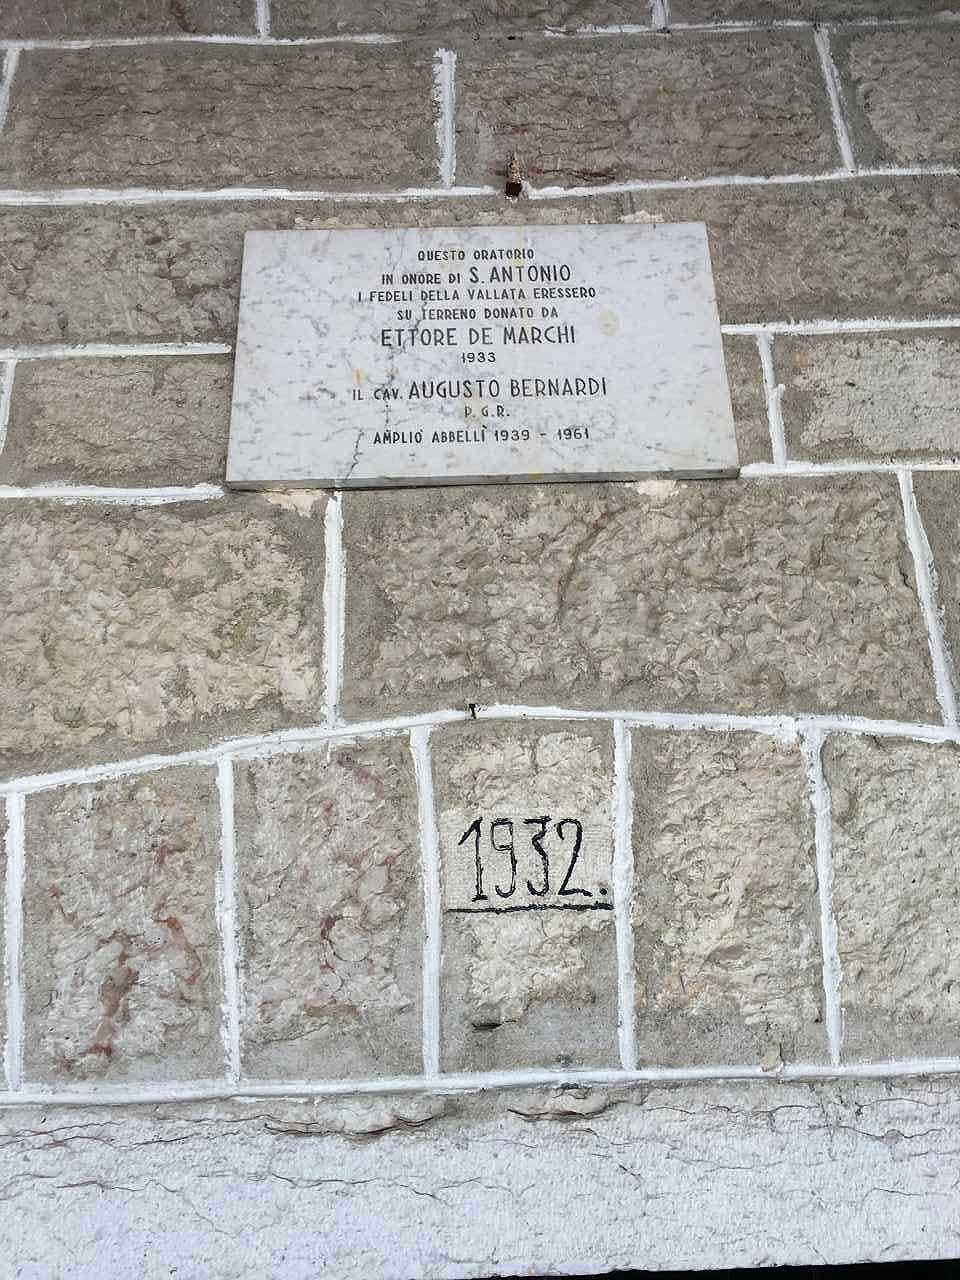 QUESTO ORATORIO
IN ONORE DI S. ANTONIO
I FEDELI DELLA VALLATA ERESSERO
SU TERRENO DONATO DA
ETTORE DE MARCHI
1933
IL CAV. AUGUSTO BERNARDI
P. G. R.
AMPLIO' ABBELLÌ 1939 - 1961
1932.